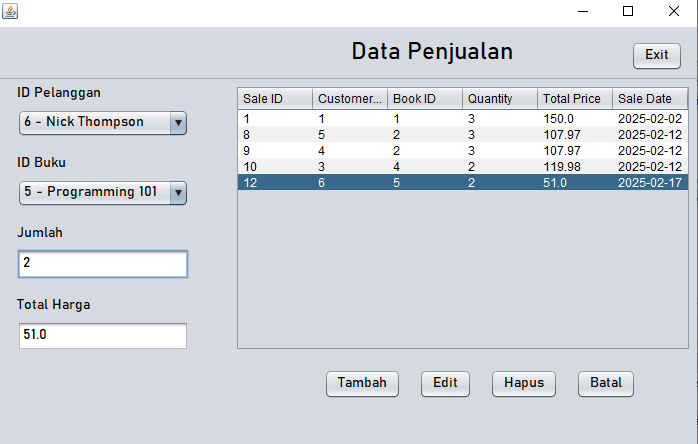 Data Penjualan
Exit
ID Pelanggan
6 - Nick Thompson
ID Buku
5 - Programming 101
Jumlah
2
Total Harga
51.0
Sale ID Customer... Book ID Quantity Total Price Sale Date
1 1 1 3 150.0 2025-02-02
8 5 2 3 107.97 2025-02-12
9 4 2 3 107.97 2025-02-12
10 3 4 2 119.98 2025-02-12
12 6 5 2 51.0 2025-02-17
Tambah Edit Hapus Batal